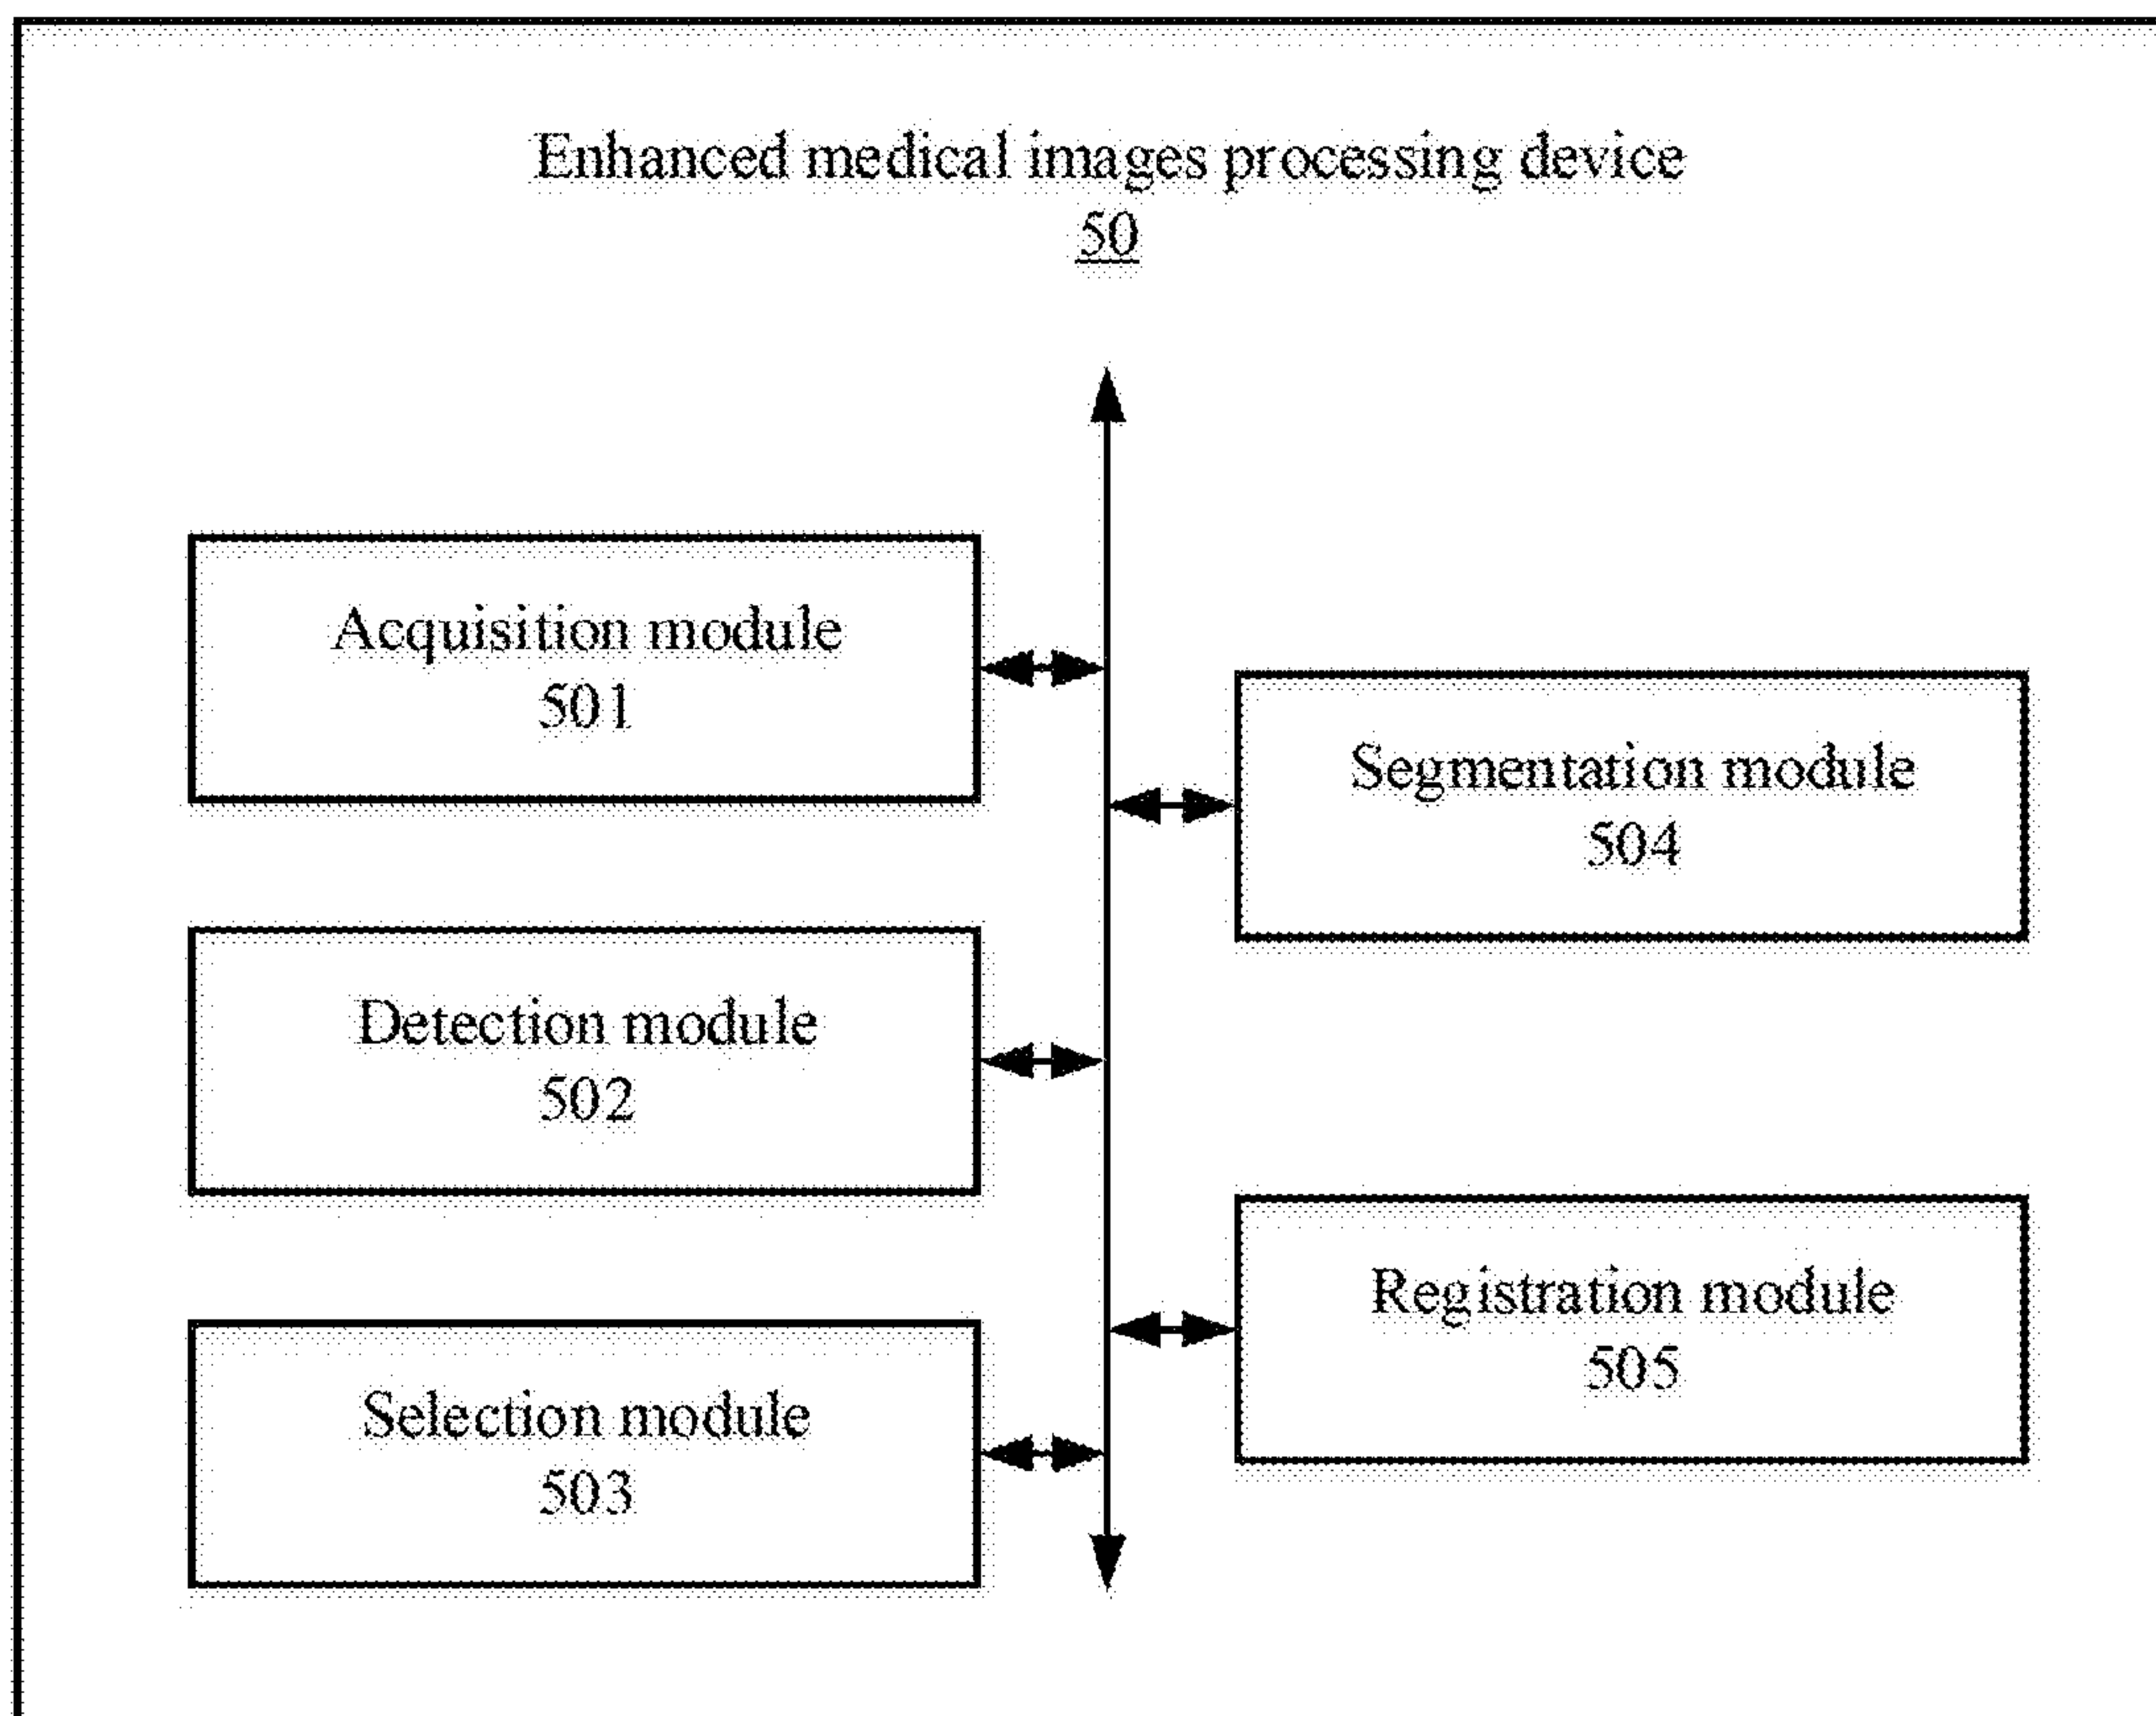 Enhanced medical images processing device
50
Acquisition module
501
Segmentation module
504
Detection module
502
Registration module
505
Selection module
503